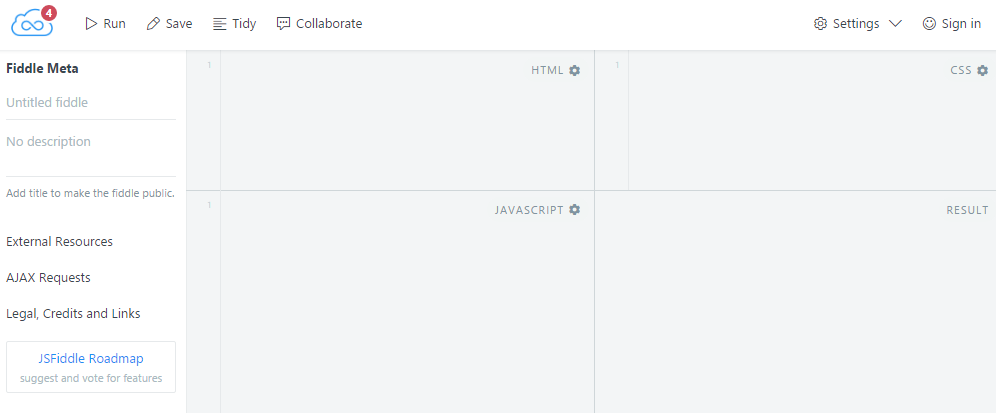 4
Run Save Tidy Collaborate Settings Sign in
Fiddle Meta
Untitled fiddle
No description
Add title to make the fiddle public.
External Resources
AJAX Requests
Legal, Credits and Links
JSFiddle Roadmap
suggest and vote for features
1 HTML
1 CSS
1 JAVASCRIPT
RESULT